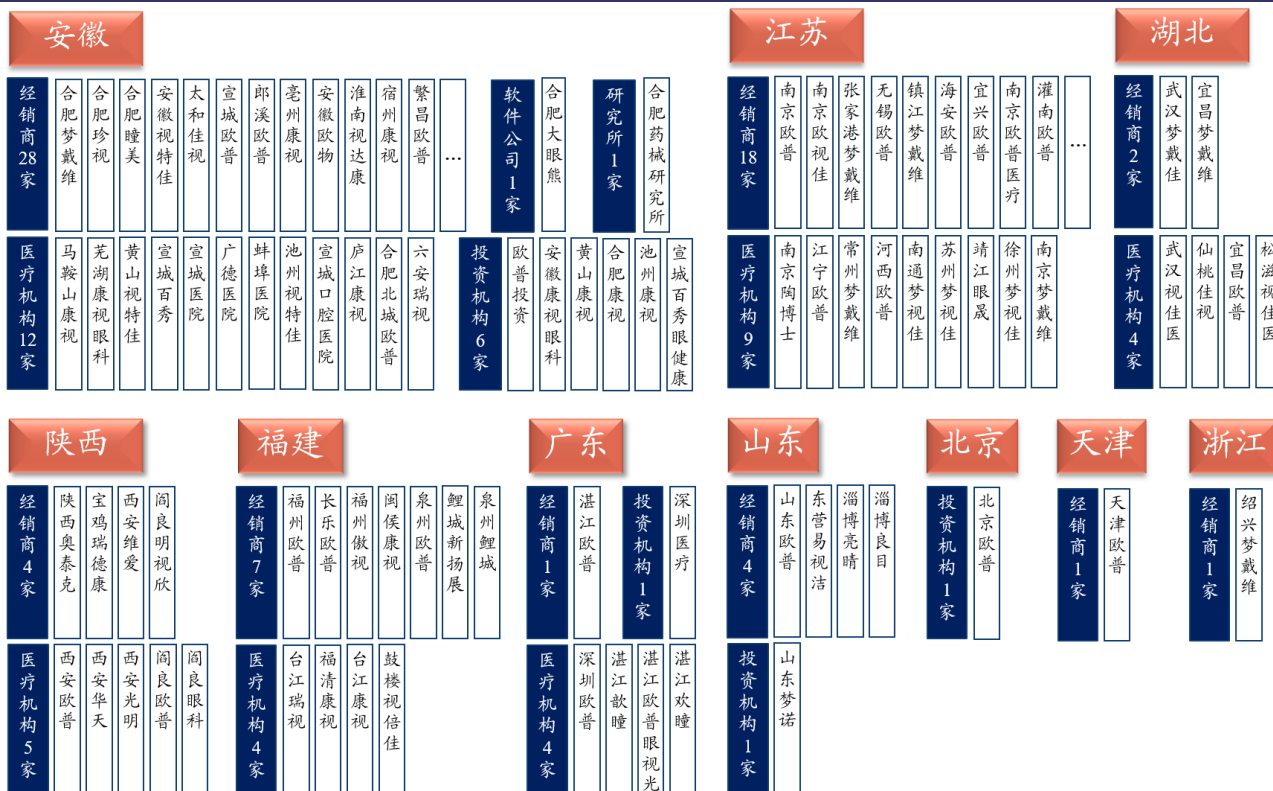 安徽
经销商28家
合肥梦戴维
合肥珍视
合肥瞳美
安徽视特佳
太和佳视
宣城欧普
郎溪欧普
亳州康视
安徽欧物
淮南视达康
宿州康视
繁昌欧普
...
软件公司1家
合肥大眼熊
研究所1家
合肥药械研究所
医疗机构12家
马鞍山康视
芜湖康视眼科
黄山视特佳
宣城百秀
宣城医院
广德医院
蚌埠医院
池州视特佳
宣城口腔医院
庐江康视
合肥北城欧普
六安瑞视
投资机构6家
欧普投资
安徽康视眼科
黄山康视
合肥康视
池州康视
宣城百秀眼健康
江苏
经销商18家
南京欧普
南京欧视佳
张家港梦戴维
无锡欧普
镇江梦戴维
海安欧普
宜兴欧普
南京欧普医疗
灌南欧普
...
医疗机构9家
南京陶博士
江宁欧普
常州梦戴维
河西欧普
南通梦视佳
苏州梦视佳
靖江眼晟
徐州梦视佳
南京梦戴维
湖北
经销商2家
武汉梦戴佳
宜昌梦戴维
医疗机构4家
武汉视佳医
仙桃佳视
宜昌欧普
松滋视佳医
陕西
经销商4家
陕西奥泰克
宝鸡瑞德康
西安维爱
阎良明视欣
医疗机构5家
西安欧普
西安华天
西安光明
阎良欧普
阎良眼科
福建
经销商7家
福州欧普
长乐欧普
福州傲视
闽侯康视
泉州欧普
鲤城新扬展
泉州鲤城
医疗机构4家
台江瑞视
福清康视
台江康视
鼓楼视倍佳
广东
经销商1家
湛江欧普
投资机构1家
深圳医疗
医疗机构4家
深圳欧普
湛江歆瞳
湛江欧普眼视光
湛江欢瞳
山东
经销商4家
山东欧普
东营易视洁
淄博亮晴
淄博良目
投资机构1家
山东梦诺
北京
投资机构1家
北京欧普
天津
经销商1家
天津欧普
浙江
经销商1家
绍兴梦戴维